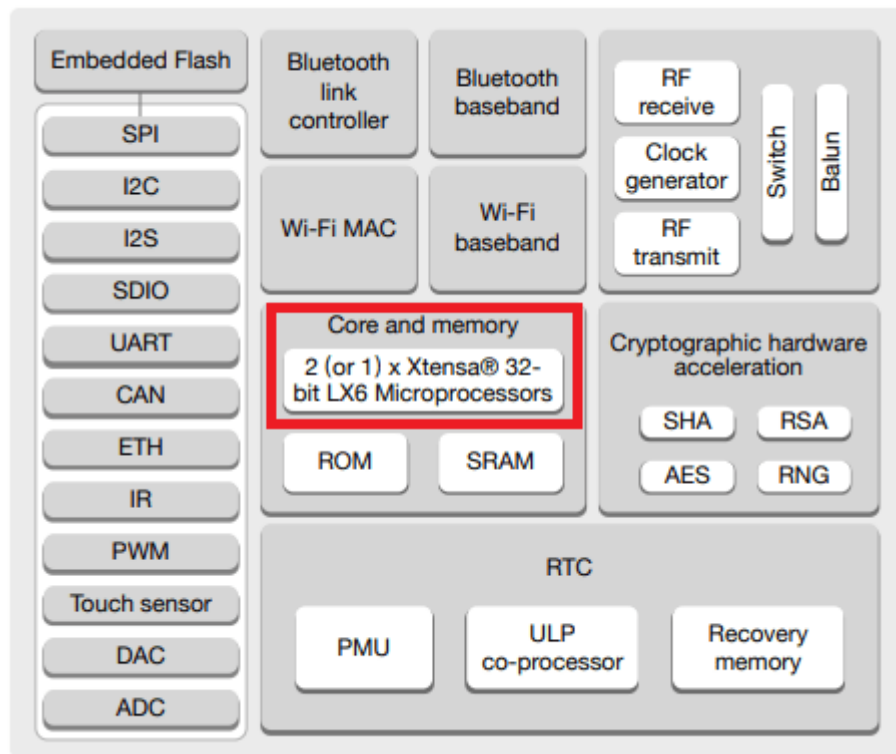 Embedded Flash
SPI
I2C
I2S
SDIO
UART
CAN
ETH
IR
PWM
Touch sensor
DAC
ADC
Bluetooth
link
controller
Bluetooth
baseband
Wi-Fi MAC
Wi-Fi
baseband
RF
receive
Clock
generator
RF
transmit
Switch
Balun
Core and memory
2 (or 1) x Xtensa® 32-
bit LX6 Microprocessors
ROM
SRAM
Cryptographic hardware
acceleration
SHA
RSA
AES
RNG
RTC
PMU
ULP
co-processor
Recovery
memory